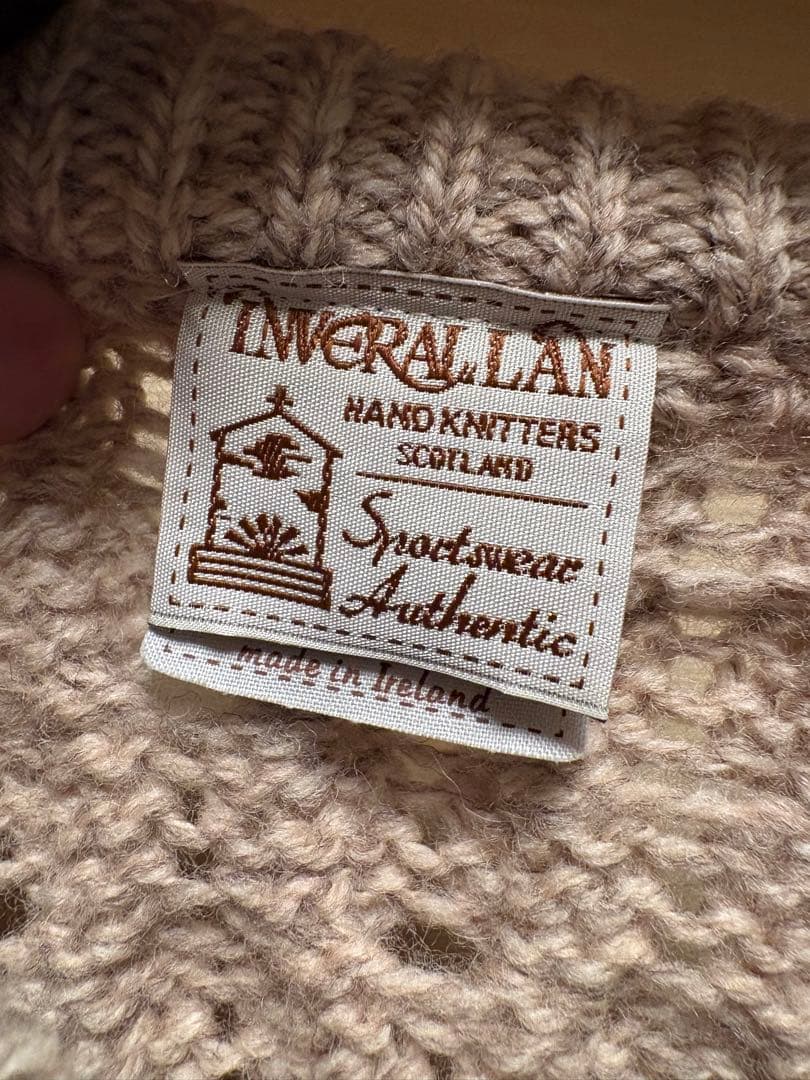 INVERALLAN
HAND KNITTERS
SCOTLAND
Sportswear
Authentic
made in Ireland